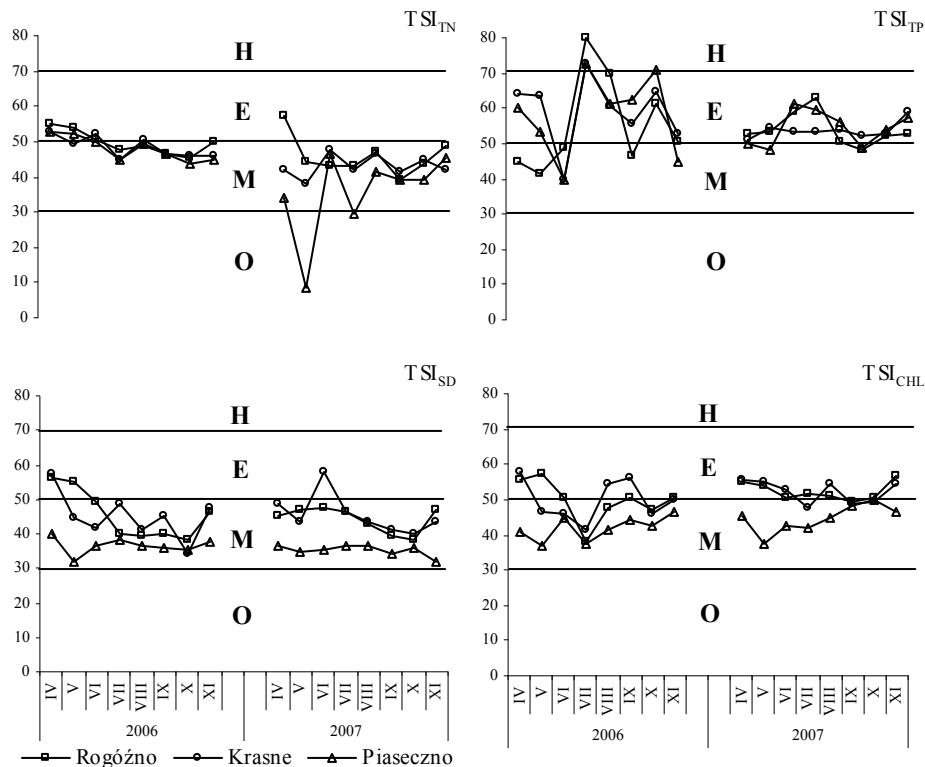 TSI_TN
80
70
60
50
40
30
20
10
0
H
E
M
O
TSI_TP
80
70
60
50
40
30
20
10
0
H
E
M
O
TSI_SD
80
70
60
50
40
30
20
10
0
H
E
M
O
IV V VI VII VIII IX X XI IV V VI VII VIII IX X XI
2006 2007
TSI_CHL
80
70
60
50
40
30
20
10
0
H
E
M
O
IV V VI VII VIII IX X XI IV V VI VII VIII IX X XI
2006 2007
Rogóźno Krasne Piaseczno